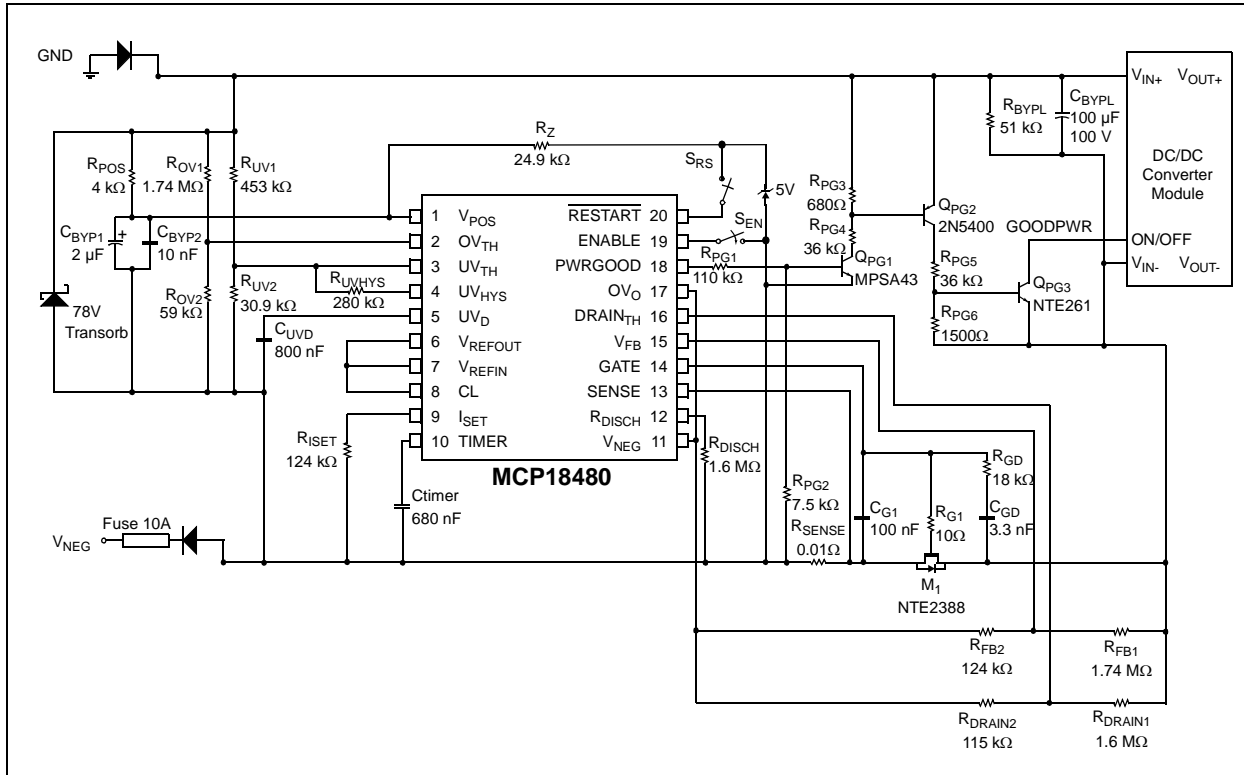 GND
R_Z
24.9 kΩ
R_POS
4 kΩ
R_OV1
1.74 MΩ
R_UV1
453 kΩ
C_BYP1
2 µF
+
C_BYP2
10 nF
R_OV2
59 kΩ
R_UV2
30.9 kΩ
R_UVHYS
280 kΩ
78V
Transorb
C_UVD
800 nF
1 V_POS
2 OV_TH
3 UV_TH
4 UV_HYS
5 UV_D
6 V_REFOUT
7 V_REFIN
8 CL
9 I_SET
10 TIMER
RESTART 20
ENABLE 19
PWRGOOD 18
OV_O 17
DRAIN_TH 16
V_FB 15
GATE 14
SENSE 13
R_DISCH 12
V_NEG 11
MCP18480
S_RS
S_EN
5V
R_PG1
110 kΩ
R_PG3
680Ω
R_PG4
36 kΩ
Q_PG1
MPSA43
Q_PG2
2N5400
R_PG5
36 kΩ
R_PG6
1500Ω
GOODPWR
Q_PG3
NTE261
R_BYPL
51 kΩ
C_BYPL
100 µF
100 V
V_IN+ V_OUT+
DC/DC
Converter
Module
ON/OFF
V_IN- V_OUT-
R_ISET
124 kΩ
Ctimer
680 nF
R_DISCH
1.6 MΩ
R_PG2
7.5 kΩ
R_SENSE
0.01Ω
C_G1
100 nF
R_G1
10Ω
R_GD
18 kΩ
C_GD
3.3 nF
Fuse 10A
V_NEG
M_1
NTE2388
R_FB2
124 kΩ
R_FB1
1.74 MΩ
R_DRAIN2
115 kΩ
R_DRAIN1
1.6 MΩ